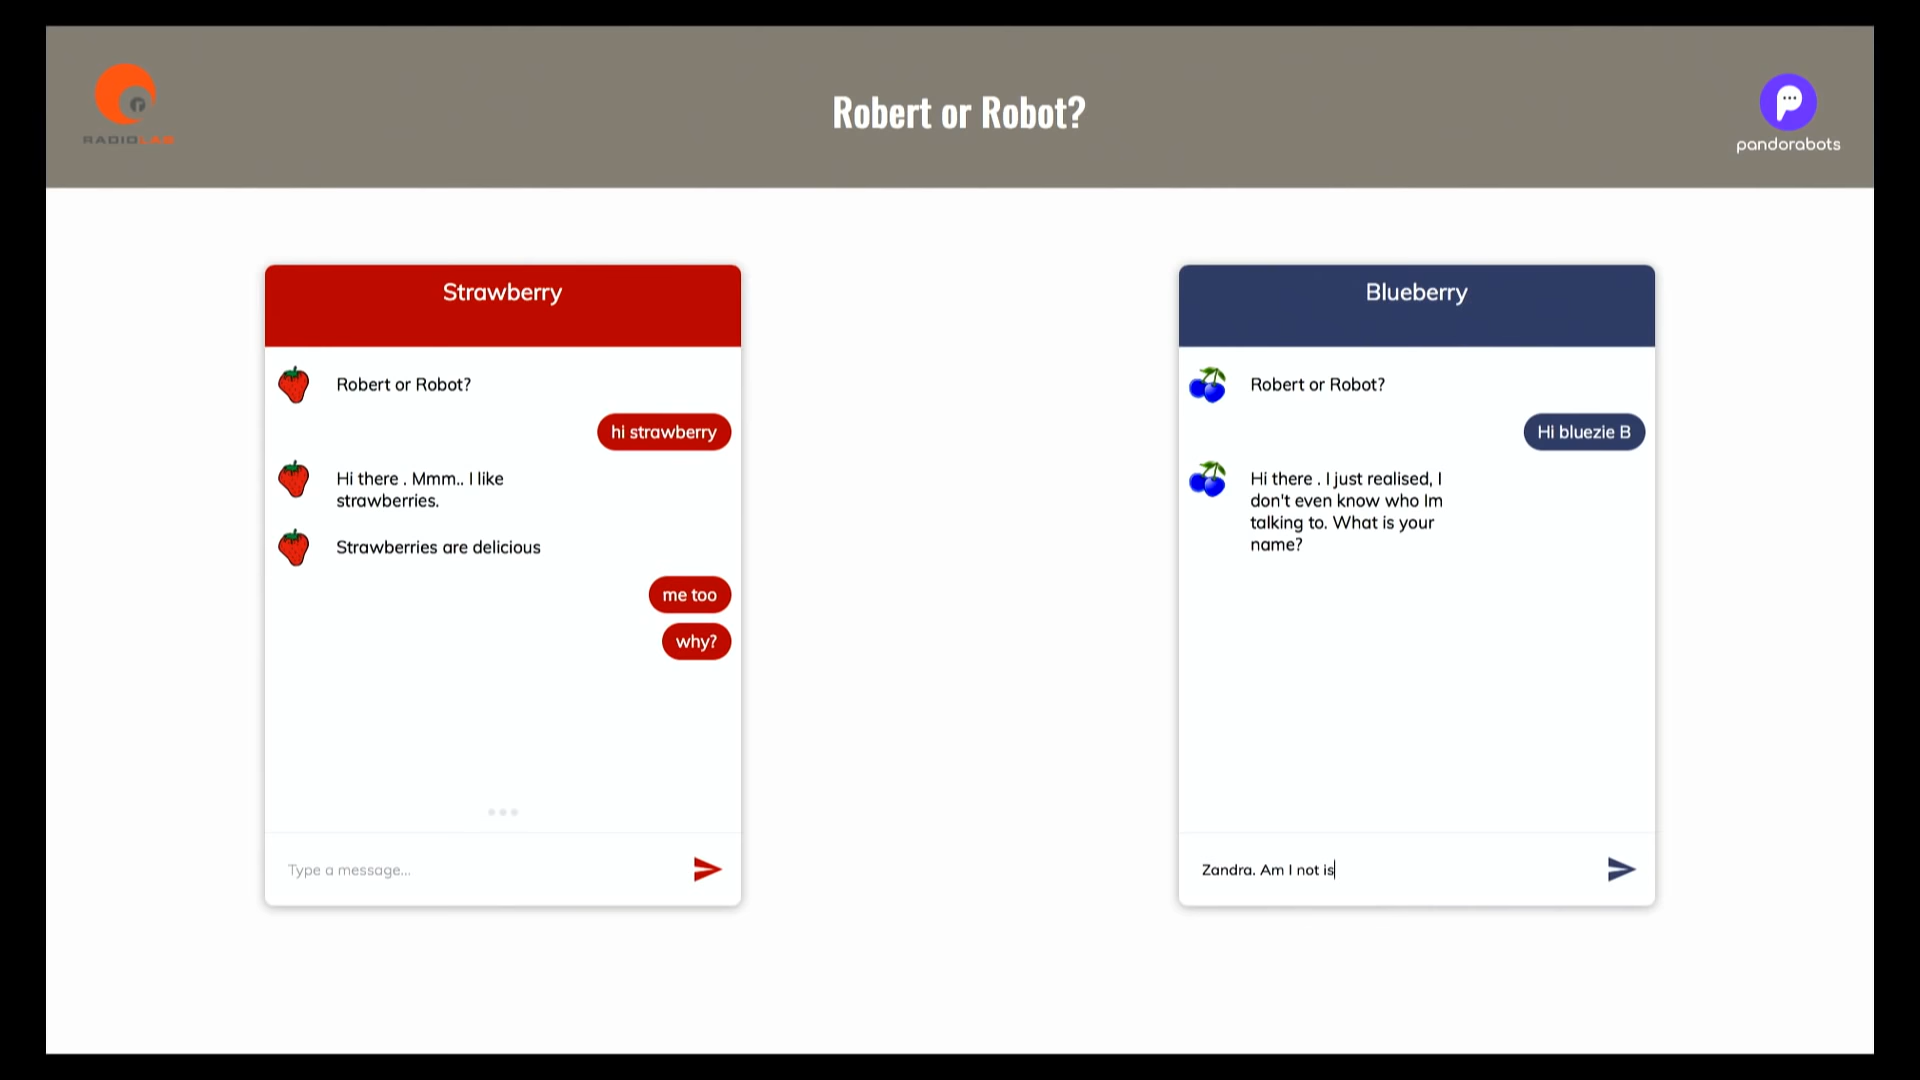 RADIOLAB
Robert or Robot?
pandorabots
Strawberry
Robert or Robot?
hi strawberry
Hi there . Mmm.. I like
strawberries.
Strawberries are delicious
me too
why?
Type a message...
Blueberry
Robert or Robot?
Hi bluezie B
Hi there . I just realised, I
don't even know who Im
talking to. What is your
name?
Zandra. Am I not is